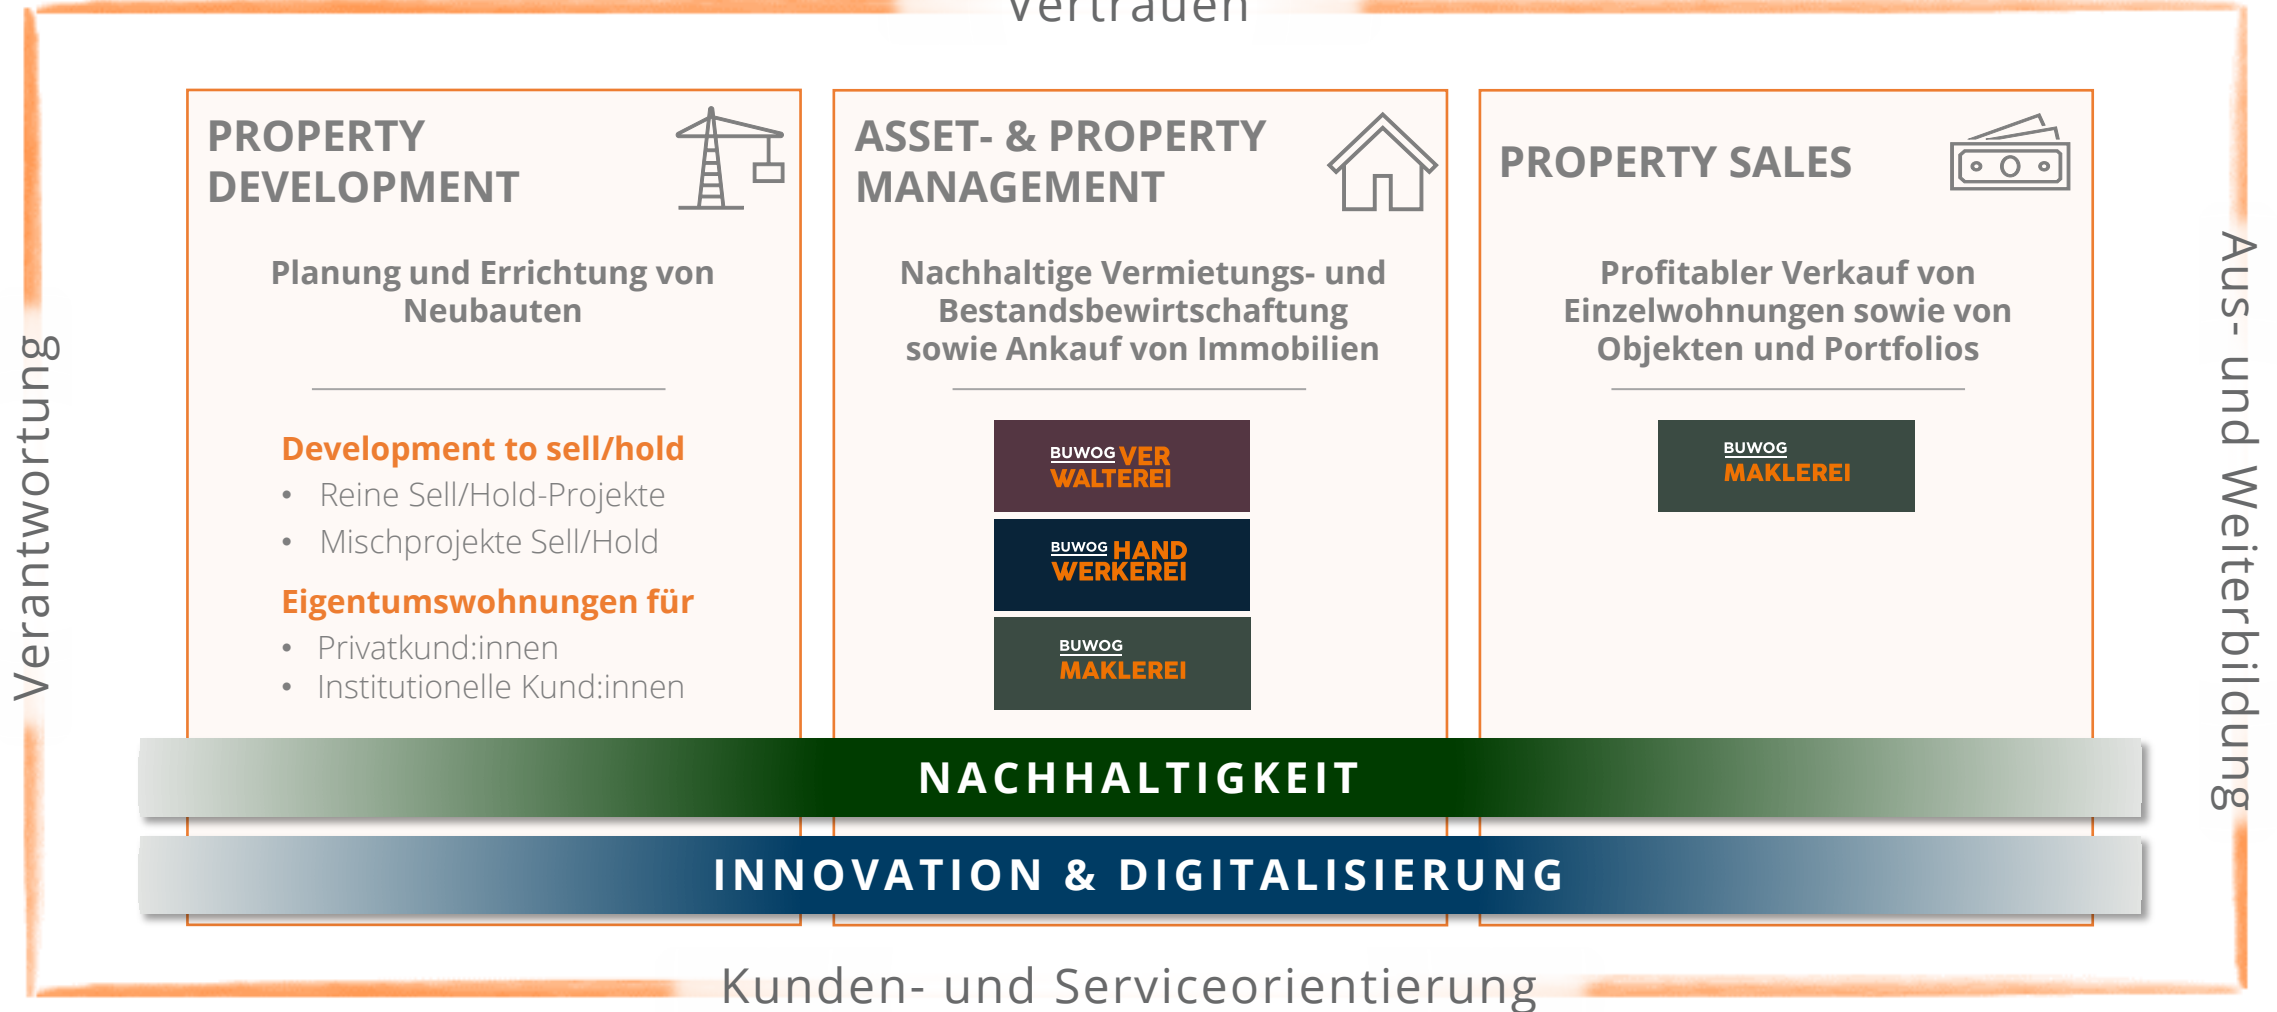 Vertrauen
PROPERTY
DEVELOPMENT
Planung und Errichtung von
Neubauten
Development to sell/hold
• Reine Sell/Hold-Projekte
• Mischprojekte Sell/Hold
Eigentumswohnungen für
• Privatkund:innen
• Institutionelle Kund:innen
ASSET- & PROPERTY
MANAGEMENT
Nachhaltige Vermietungs- und
Bestandsbewirtschaftung
sowie Ankauf von Immobilien
BUWOG VER
WALTEREI
BUWOG HAND
WERKEREI
BUWOG
MAKLEREI
PROPERTY SALES
Profitabler Verkauf von
Einzelwohnungen sowie von
Objekten und Portfolios
BUWOG
MAKLEREI
NACHHALTIGKEIT
INNOVATION & DIGITALISIERUNG
Verantwortung
Aus- und Weiterbildung
Kunden- und Serviceorientierung